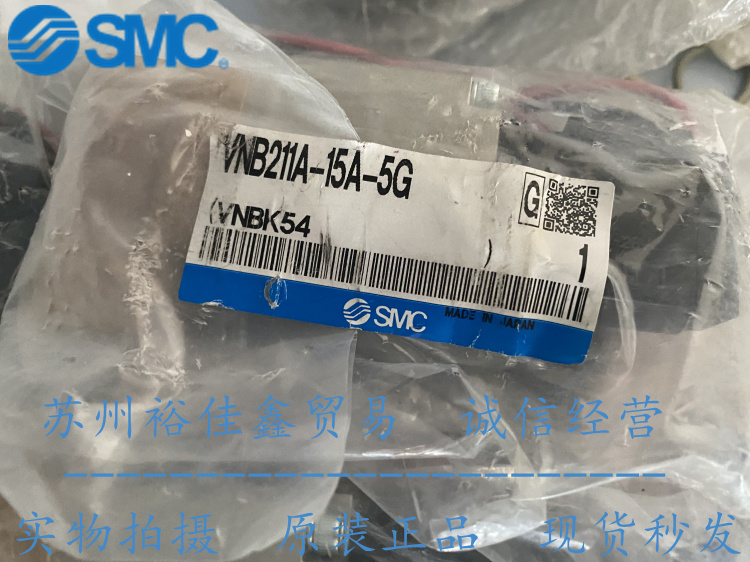 SMC®
VNB211A-15A-5G
G
(VNBK54
)
1
SMC
MADE IN JAPAN
苏州裕佳鑫贸易 诚信经营
实物拍摄 原装正品 现货秒发